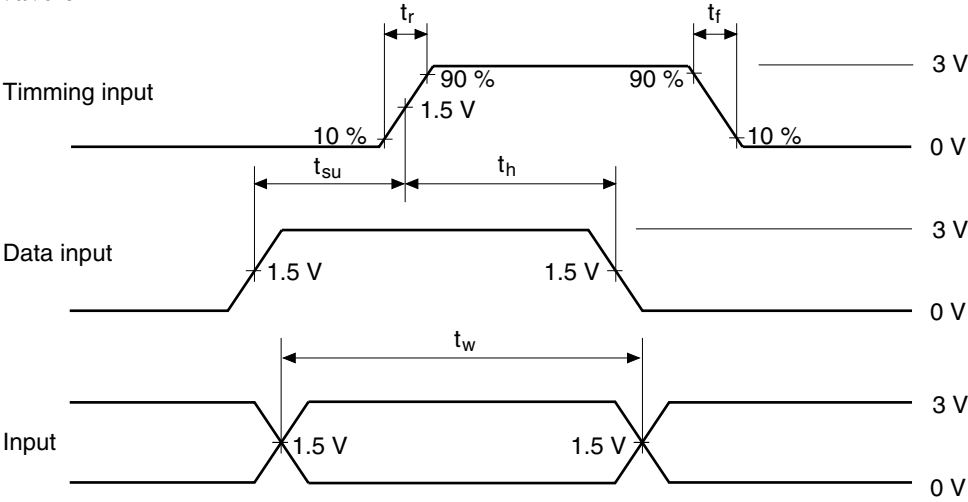 tr
tf
Timming input
90 %
90 %
3 V
1.5 V
10 %
10 %
0 V
tsu
th
3 V
Data input
1.5 V
1.5 V
0 V
tw
3 V
Input
1.5 V
1.5 V
0 V